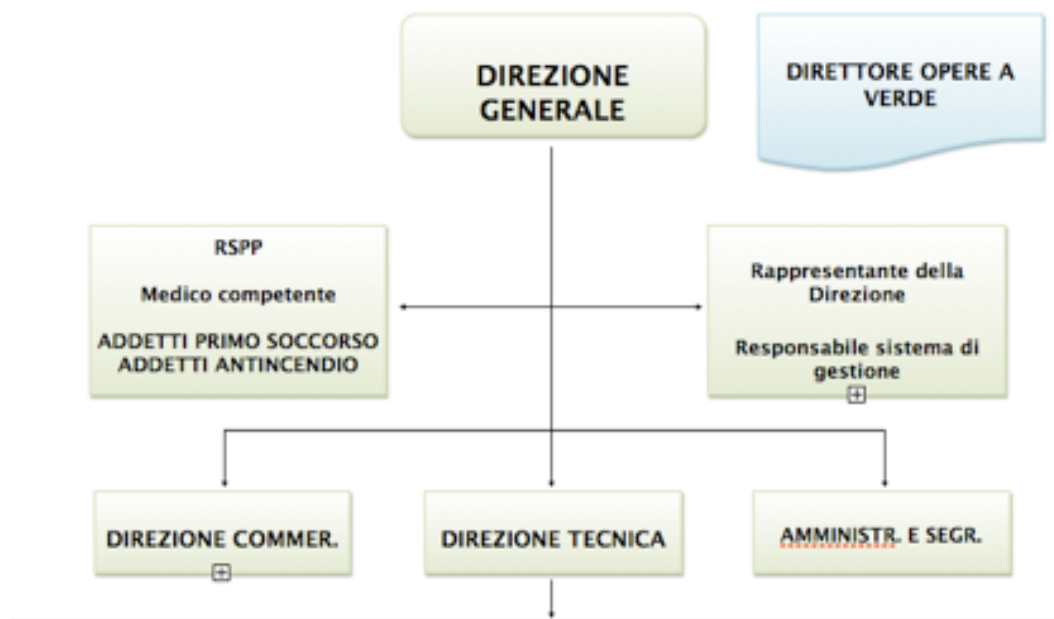 DIREZIONE
GENERALE
DIRETTORE OPERE A
VERDE
RSPP
Medico competente
ADDETTI PRIMO SOCCORSO
ADDETTI ANTINCENDIO
Rappresentante della
Direzione
Responsabile sistema di
gestione
DIREZIONE COMMER.
DIREZIONE TECNICA
AMMINISTR. E SEGR.